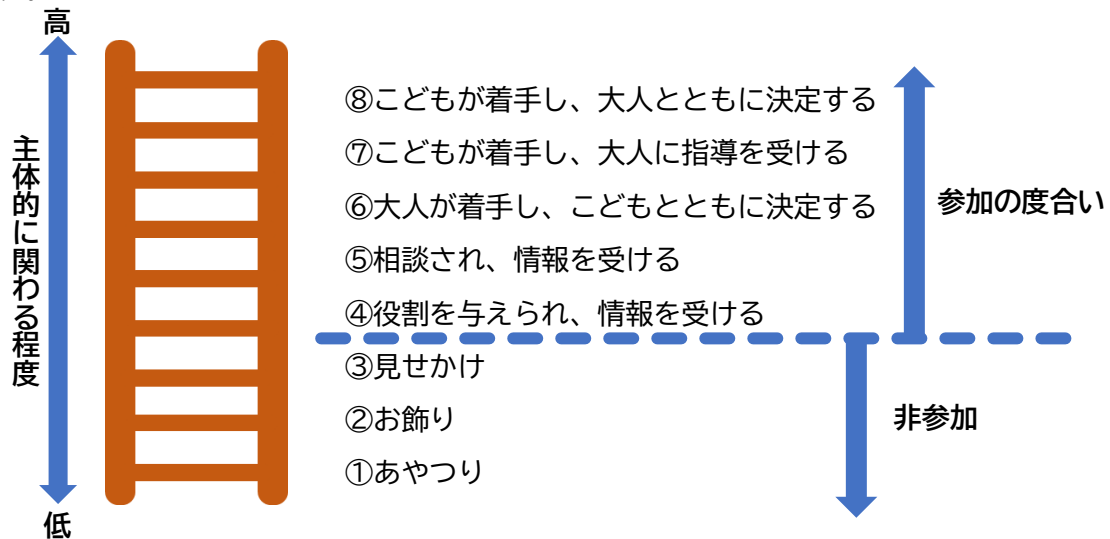 高
主体的に関わる程度
低
⑧こどもが着手し、大人とともに決定する
⑦こどもが着手し、大人に指導を受ける
⑥大人が着手し、こどもとともに決定する
⑤相談され、情報を受ける
④役割を与えられ、情報を受ける
③見せかけ
②お飾り
①あやつり
参加の度合い
非参加